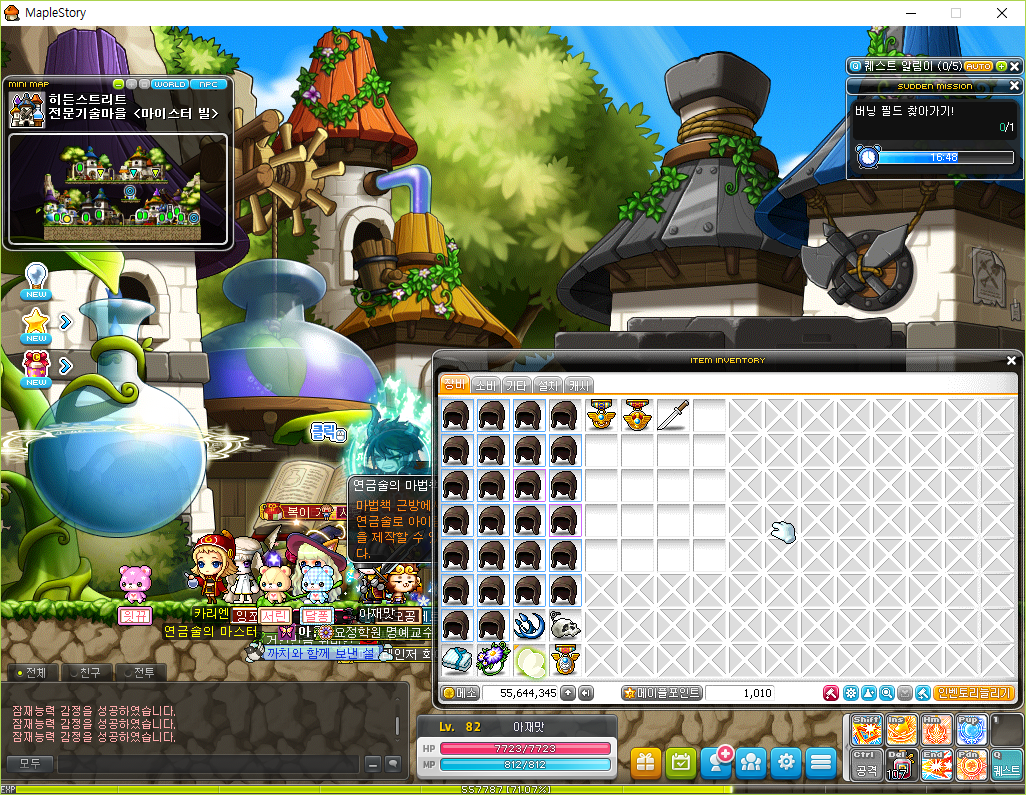 MapleStory
MINI MAP
WORLD
NPC
히든스트리트
전문기술마을 <마이스터 빌>
퀘스트 알림이 (0/5)
AUTO
SUDDEN MISSION
버닝 필드 찾아가기!
0/1
16:48
NEW
NEW
NEW
클릭
ITEM INVENTORY
장비
소비
기타
설치
캐시
연금술의 마법
마법책 근방에
연금술로 아이
을 제작할 수
다.
카리엔
서린
달품
아재맛
연금술의 마스터
요정학원 명예교수
까치와 함께 보낸 설
메소
55,644,345
메이플포인트
1,010
인벤토리늘리기
전체
친구
전투
잠재능력 감정을 성공하였습니다.
잠재능력 감정을 성공하였습니다.
잠재능력 감정을 성공하였습니다.
모두
Lv. 82
아재맛
HP
7723/7723
MP
812/812
Shift
Ins
Hm
Pup
1
Ctrl
공격
Del
107
End
Pdn
Q
퀘스트
EXP
557787 [71.07%]